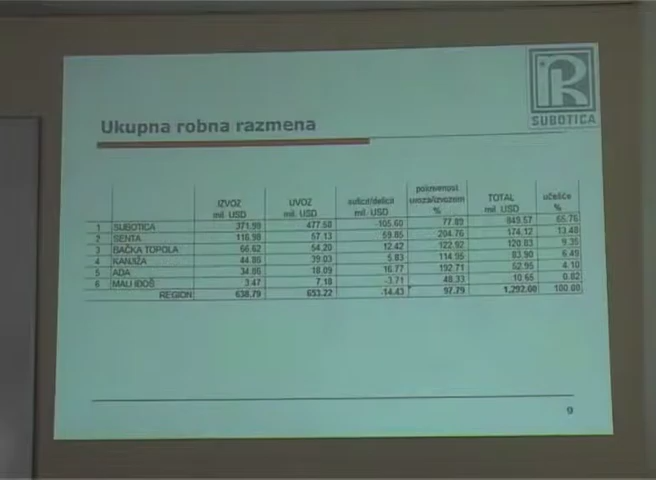 SUBOTICA
Ukupna robna razmena
IZVOZ mil. USD UVOZ mil. USD suficit/deficit mil. USD pokrivenost uvoza/izvozom % TOTAL mil. USD učešće %
1 SUBOTICA 371.99 477.58 -105.60 77.89 849.57 65.76
2 SENTA 116.98 57.13 59.85 204.76 174.12 13.48
3 BAČKA TOPOLA 66.62 54.20 12.42 122.92 120.83 9.35
4 KANJIŽA 44.86 39.03 5.83 114.95 83.90 6.49
5 ADA 34.86 18.09 16.77 192.71 52.95 4.10
6 MALI IĐOŠ 3.47 7.18 -3.71 48.33 10.65 0.82
REGION 638.79 653.22 -14.43 97.79 1,292.00 100.00
9